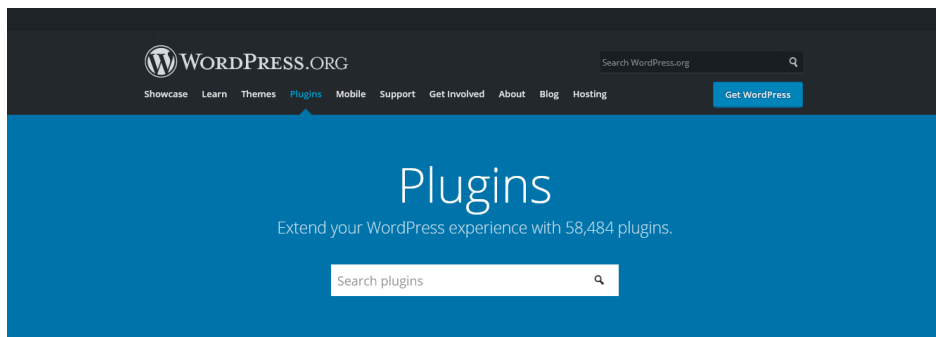 WORDPRESS.ORG
Search WordPress.org
Showcase Learn Themes Plugins Mobile Support Get Involved About Blog Hosting
Get WordPress
Plugins
Extend your WordPress experience with 58,484 plugins.
Search plugins